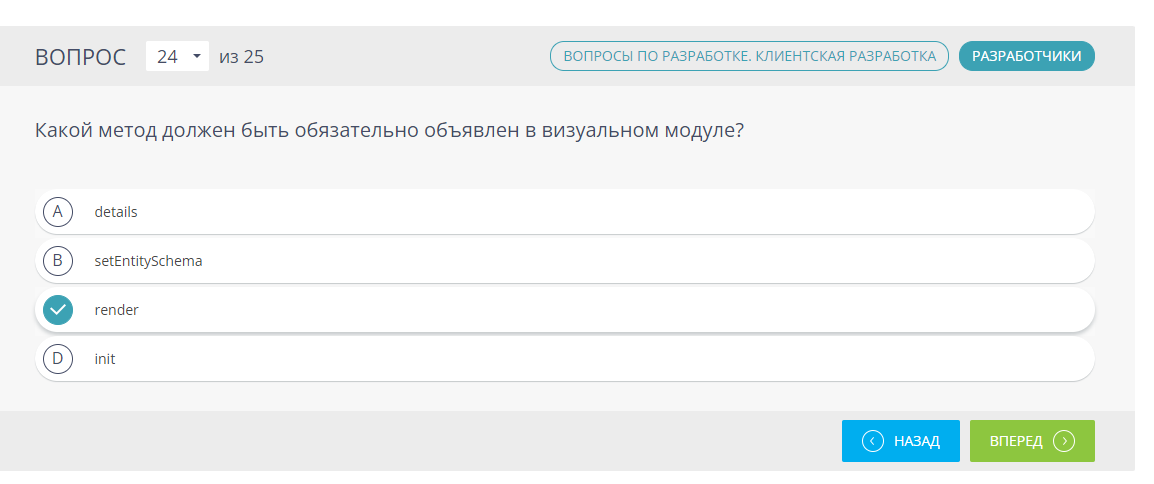 ВОПРОС 24 из 25 ВОПРОСЫ ПО РАЗРАБОТКЕ. КЛИЕНТСКАЯ РАЗРАБОТКА РАЗРАБОТЧИКИ
Какой метод должен быть обязательно объявлен в визуальном модуле?
A details
B setEntitySchema
render
D init
НАЗАД ВПЕРЕД